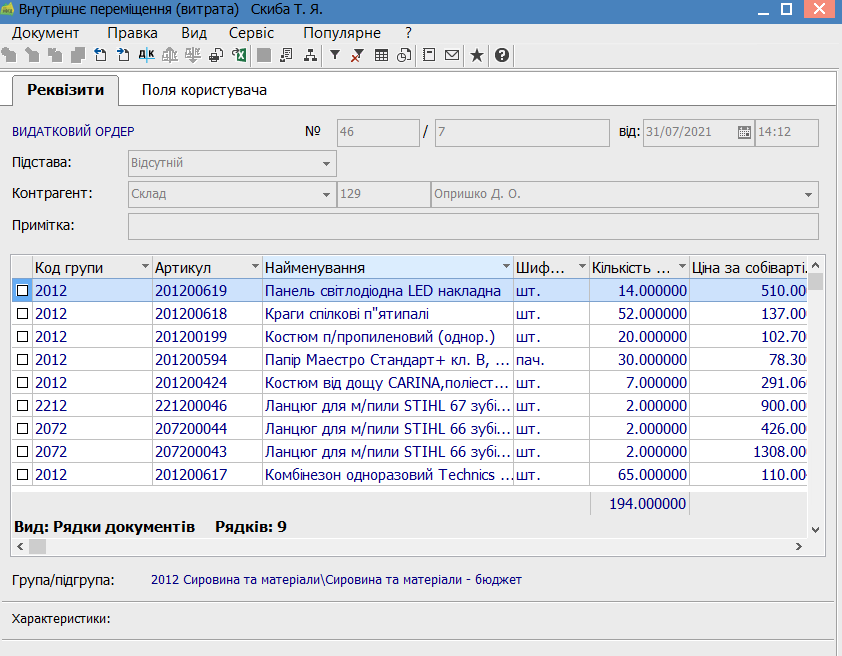 Внутрішнє переміщення (витрата) Скиба Т. Я.
Документ Правка Вид Сервіс Популярне ?
Реквізити Поля користувача
ВИДАТКОВИЙ ОРДЕР № 46 / 7 від: 31/07/2021 14:12
Підстава: Відсутній
Контрагент: Склад 129 Опришко Д. О.
Примітка:
Код групи Артикул Найменування Шиф... Кількість ... Ціна за собіварті.
2012 201200619 Панель світлодіодна LED накладна шт. 14.000000 510.00
2012 201200618 Краги спілкові п"ятипалі шт. 52.000000 137.00
2012 201200199 Костюм п/пропиленовий (однор.) шт. 20.000000 102.70
2012 201200594 Папір Маестро Стандарт+ кл. В, ... пач. 30.000000 78.30
2012 201200424 Костюм від дощу CARINA,поліест... шт. 7.000000 291.06
2212 221200046 Ланцюг для м/пили STIHL 67 зубі... шт. 2.000000 900.00
2072 207200044 Ланцюг для м/пили STIHL 66 зубі... шт. 2.000000 426.00
2072 207200043 Ланцюг для м/пили STIHL 66 зубі... шт. 2.000000 1308.00
2012 201200617 Комбінезон одноразовий Technics ... шт. 65.000000 110.00
194.000000
Вид: Рядки документів Рядків: 9
Група/підгрупа: 2012 Сировина та матеріали\Сировина та матеріали - бюджет
Характеристики: